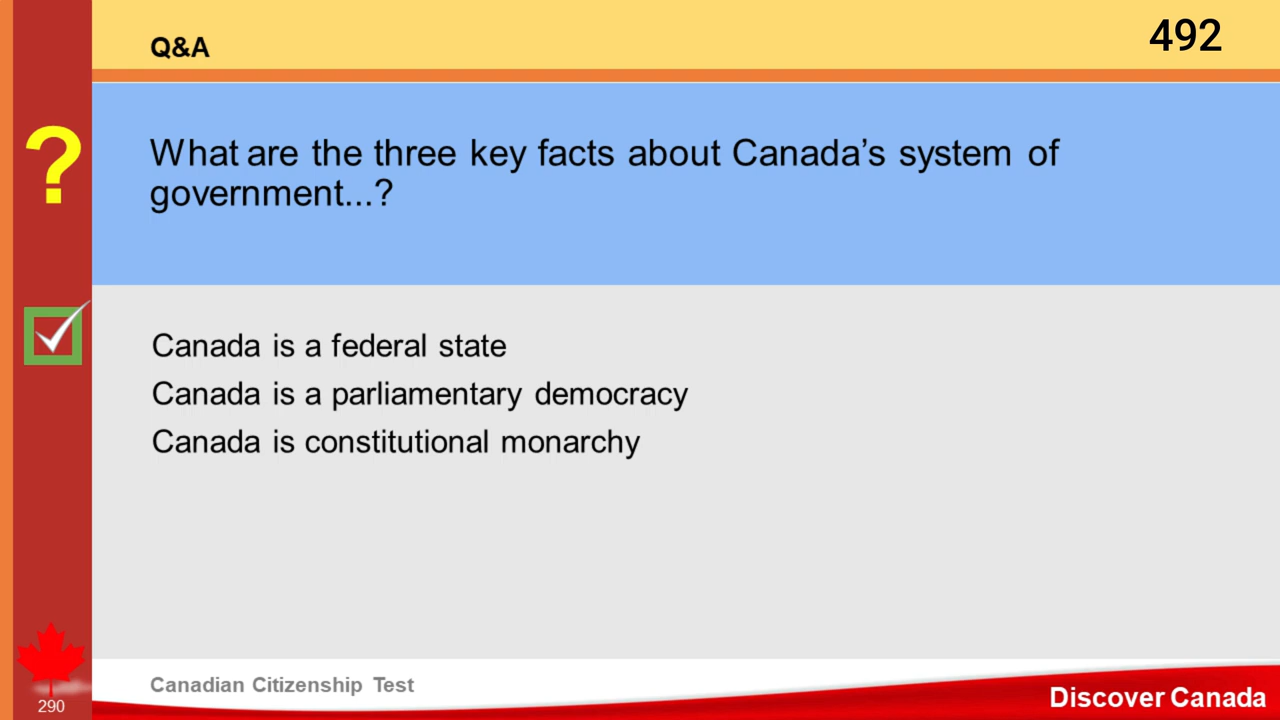 Q&A
492
?
What are the three key facts about Canada’s system of
government...?
Canada is a federal state
Canada is a parliamentary democracy
Canada is constitutional monarchy
Canadian Citizenship Test
290
Discover Canada